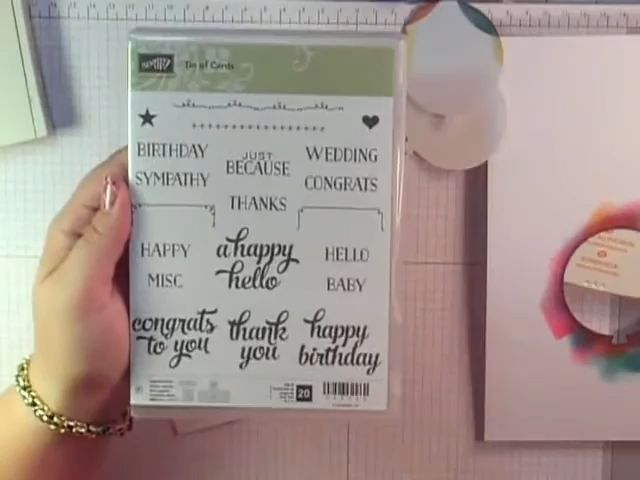 Tin of Cards
BIRTHDAY
JUST
BECAUSE
WEDDING
SYMPATHY
CONGRATS
THANKS
HAPPY
a happy
hello
HELLO
MISC
BABY
congrats
to you
thank
you
happy
birthday
20